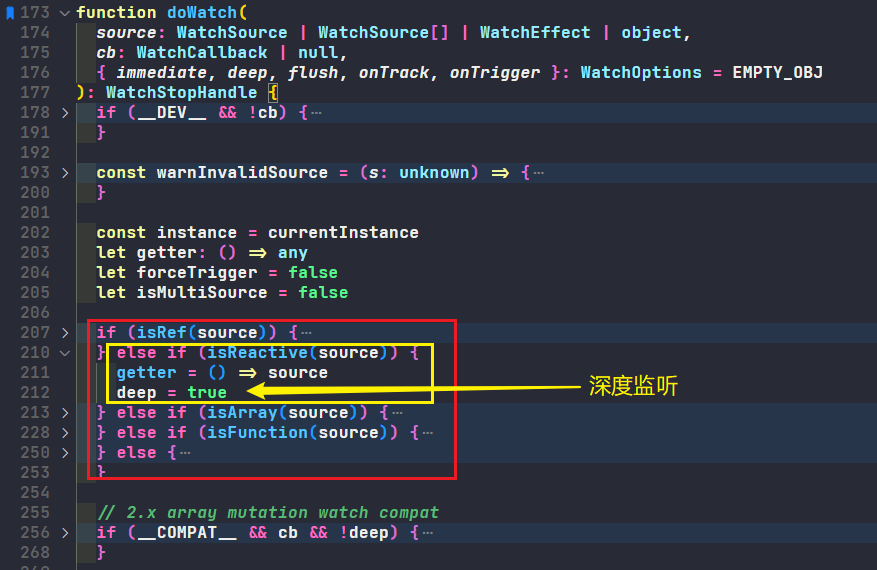 173 function doWatch(
174 source: WatchSource | WatchSource[] | WatchEffect | object,
175 cb: WatchCallback | null,
176 { immediate, deep, flush, onTrack, onTrigger }: WatchOptions = EMPTY_OBJ
177 ): WatchStopHandle {
178 if (__DEV__ && !cb) {…
191 }
192
193 const warnInvalidSource = (s: unknown) => {…
200 }
201
202 const instance = currentInstance
203 let getter: () => any
204 let forceTrigger = false
205 let isMultiSource = false
206
207 if (isRef(source)) {…
210 } else if (isReactive(source)) {
211 getter = () => source
212 deep = true 深度监听
213 } else if (isArray(source)) {…
228 } else if (isFunction(source)) {…
250 } else {…
253 }
254
255 // 2.x array mutation watch compat
256 if (__COMPAT__ && cb && !deep) {…
268 }